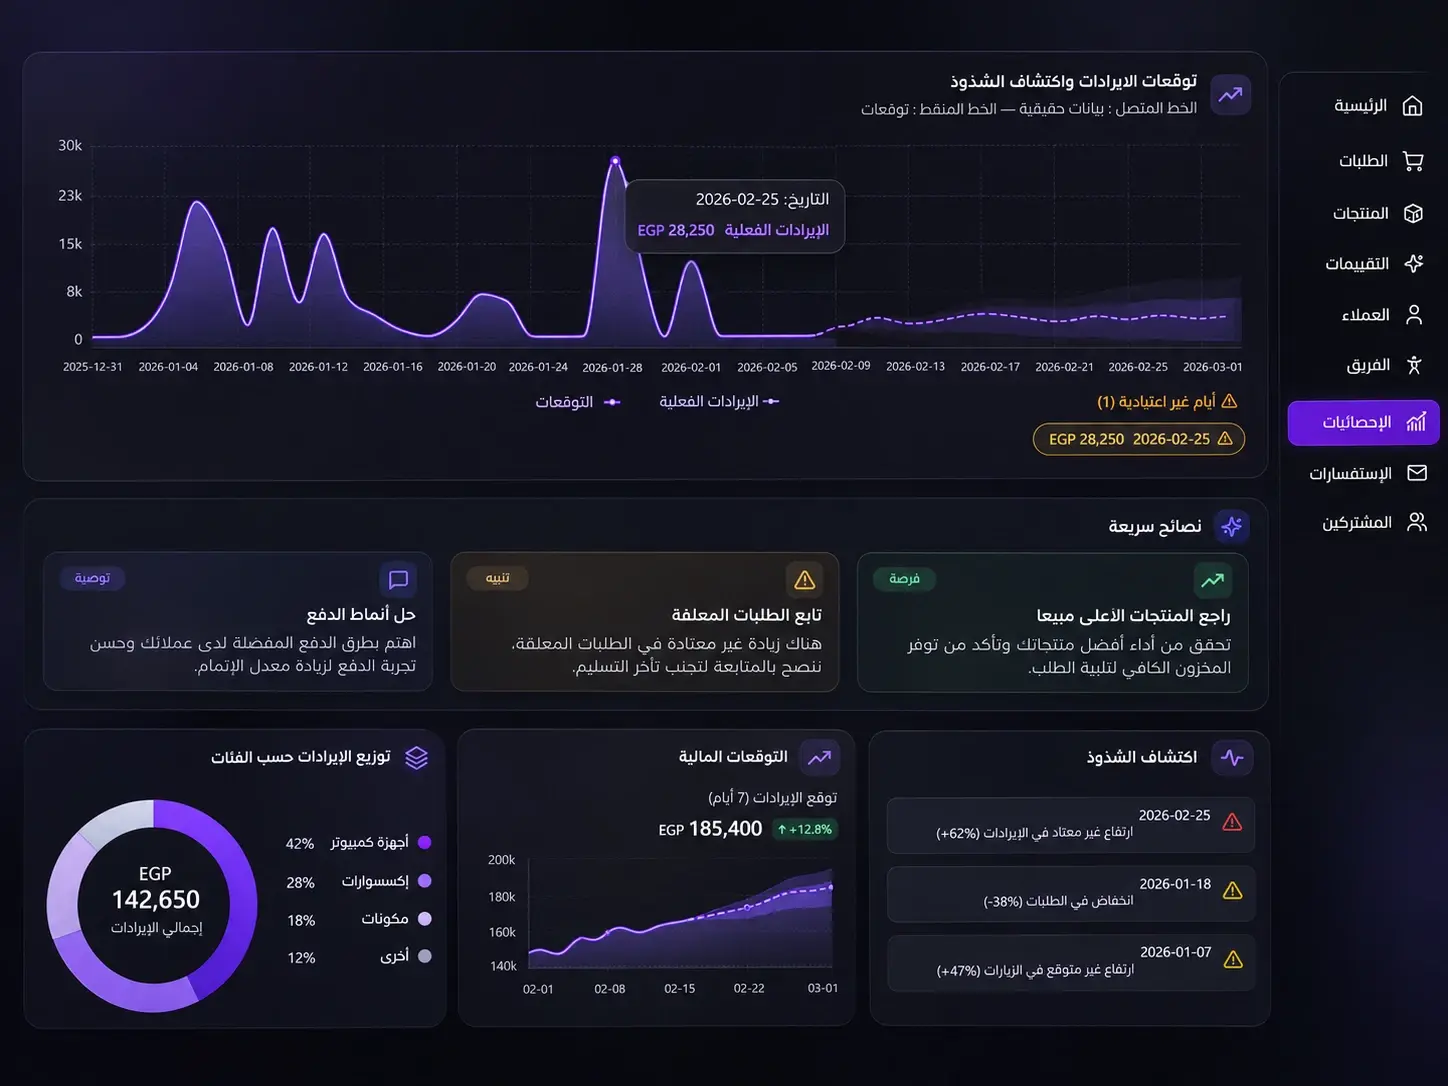 الرئيسية
الطلبات
المنتجات
التقييمات
العملاء
الفريق
الإحصائيات
الإستفسارات
المشتركين
توقعات الايرادات واكتشاف الشذوذ
الخط المتصل : بيانات حقيقية — الخط المنقط : توقعات
30k
23k
15k
8k
0
التاريخ: 2026-02-25
الإيرادات الفعلية EGP 28,250
2025-12-31 2026-01-04 2026-01-08 2026-01-12 2026-01-16 2026-01-20 2026-01-24 2026-01-28 2026-02-01 2026-02-05 2026-02-09 2026-02-13 2026-02-17 2026-02-21 2026-02-25 2026-03-01
الإيرادات الفعلية
التوقعات
أيام غير اعتيادية (1)
2026-02-25 EGP 28,250
نصائح سريعة
فرصة
راجع المنتجات الأعلى مبيعا
تحقق من أداء أفضل متتجاتك وتأكد من توفر
المخزون الكافي لتلبية الطلب.
تنبيه
تابع الطلبات المعلفة
هناك زيادة غير معتادة في الطلبات المعلقة،
ننصح بالمتابعة لتجنب تأخر التسليم.
توصية
حل أنماط الدفع
اهتم بطرق الدفع المفضلة لدى عملائك وحسن
تجربة الدفع لزيادة معدل الإتمام.
اكتشاف الشذوذ
2026-02-25
ارتفاع غير معتاد في الإيرادات (+62%)
2026-01-18
انخفاض في الطلبات (-38%)
2026-01-07
ارتفاع غير متوقع في الزيارات (+47%)
التوقعات المالية
توقع الإيرادات (7 أيام)
EGP 185,400 ↑+12.8%
200k
180k
160k
140k
02-01 02-08 02-15 02-22 03-01
توزيع الإيرادات حسب الفئات
أجهزة كمبيوتر 42%
إكسسوارات 28%
مكونات 18%
أخرى 12%
EGP
142,650
إجمالي الإيرادات